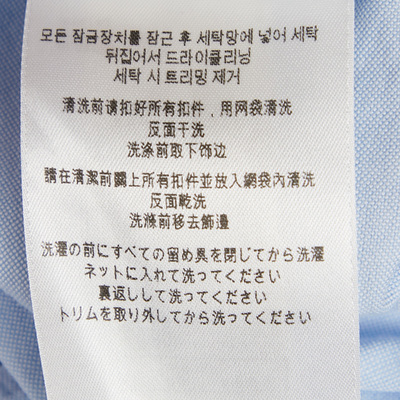 모든 잠금장치를 잠근 후 세탁망에 넣어 세탁
뒤집어서 드라이클리닝
세탁 시 트리밍 제거
清洗前请扣好所有扣件，用网袋清洗
反面干洗
洗涤前取下饰边
請在清潔前關上所有扣件並放入網袋內清洗
反面乾洗
洗滌前移去飾邊
洗濯の前にすべての留め具を閉じてから洗濯
ネットに入れて洗ってください
裏返しして洗ってください
トリムを取り外してから洗ってください